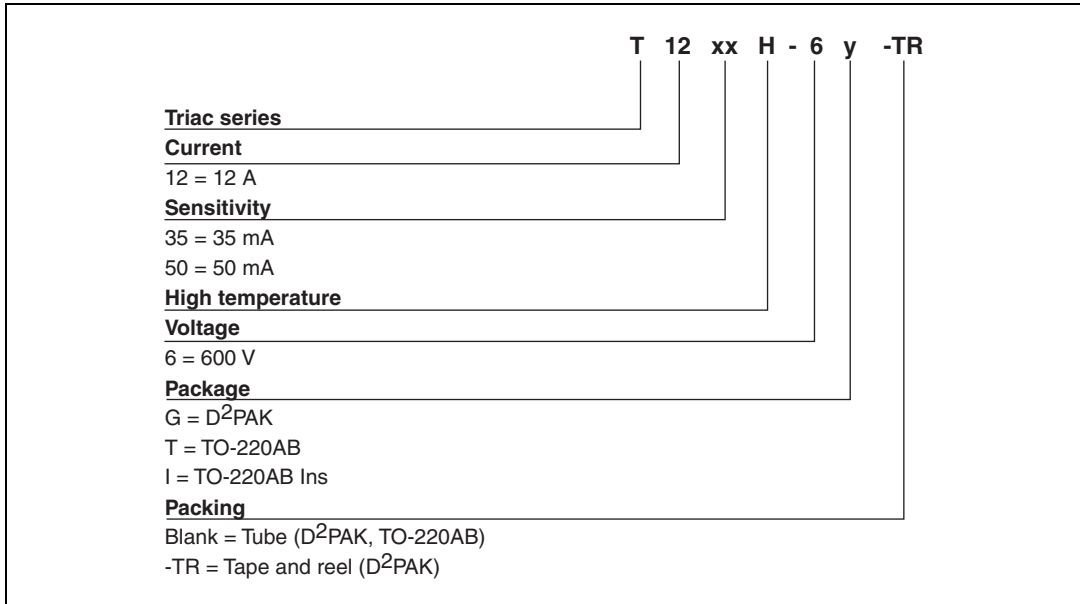 T 12 xx H - 6 y -TR
Triac series
Current
12 = 12 A
Sensitivity
35 = 35 mA
50 = 50 mA
High temperature
Voltage
6 = 600 V
Package
G = D²PAK
T = TO-220AB
I = TO-220AB Ins
Packing
Blank = Tube (D²PAK, TO-220AB)
-TR = Tape and reel (D²PAK)